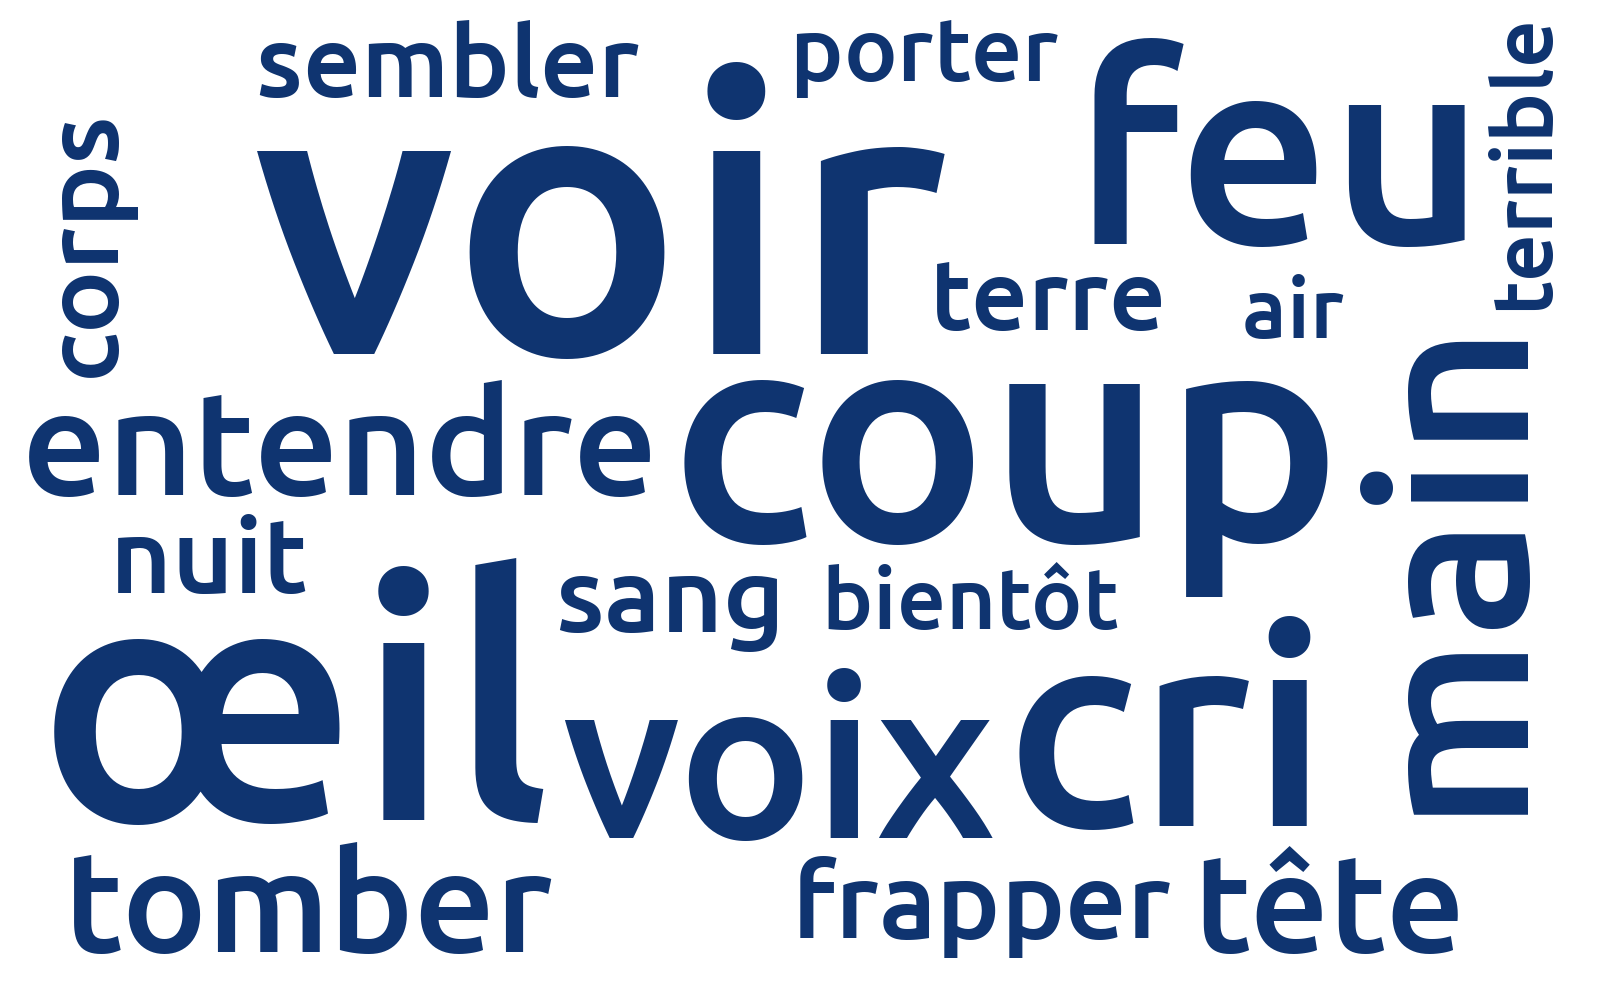 sembler
porter
feu
terrible
corps
voir
terre
air
entendre
coup
main
nuit
sang
bientôt
œil
voix
cri
tomber
frapper
tête